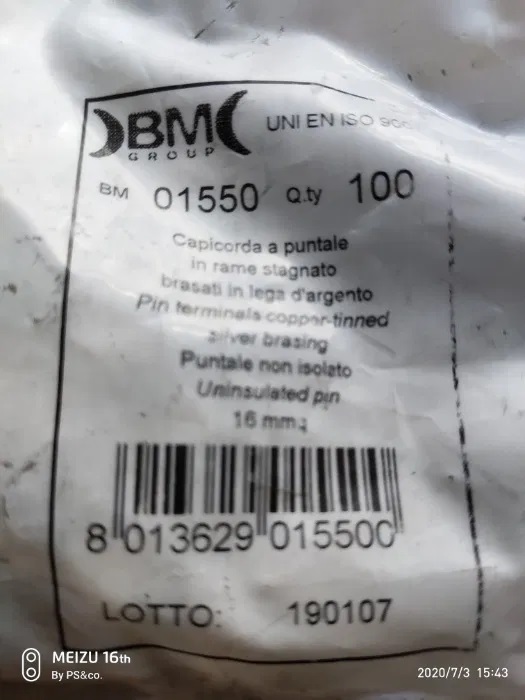 BM
GROUP
UNI EN ISO 900
BM 01550 Q.ty 100
Capicorda a puntale
in rame stagnato
brasati in lega d'argento
Pin terminals copper-tinned
silver brasing
Puntale non isolato
Uninsulated pin
16 mm²
8 013629 015500
LOTTO: 190107
MEIZU 16th
By PS&co.
2020/7/3 15:43